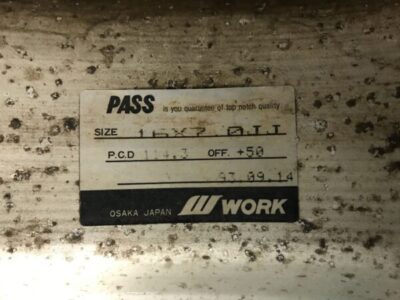 PASS is you guarantee of top notch quality
SIZE 16X7.0JJ
P.C.D 114.3 OFF. +50
93.09.14
OSAKA JAPAN W WORK